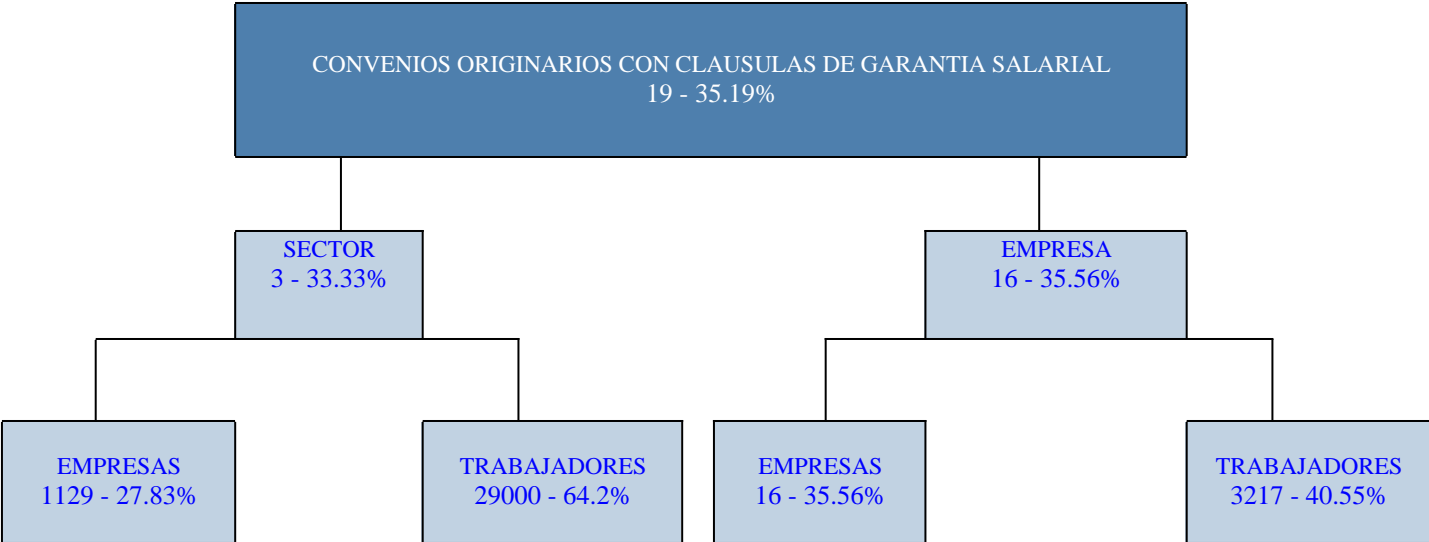 CONVENIOS ORIGINARIOS CON CLAUSULAS DE GARANTIA SALARIAL
19 - 35.19%
SECTOR
3 - 33.33%
EMPRESA
16 - 35.56%
EMPRESAS
1129 - 27.83%
TRABAJADORES
29000 - 64.2%
EMPRESAS
16 - 35.56%
TRABAJADORES
3217 - 40.55%